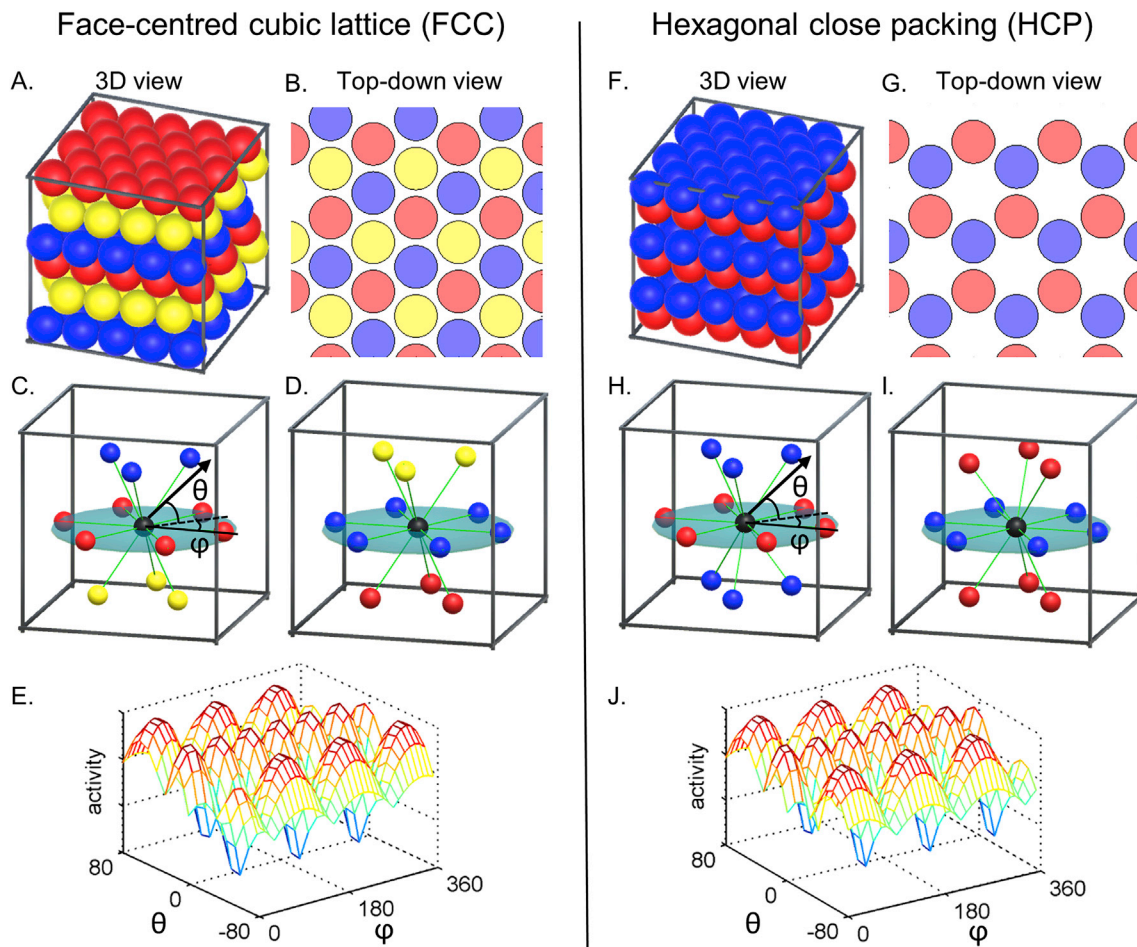 Face-centred cubic lattice (FCC)
A. 3D view
B. Top-down view
C.
θ
φ
D.
E.
activity
80
0
-80
θ
0
180
360
φ
Hexagonal close packing (HCP)
F. 3D view
G. Top-down view
H.
θ
φ
I.
J.
activity
80
0
-80
θ
0
180
360
φ